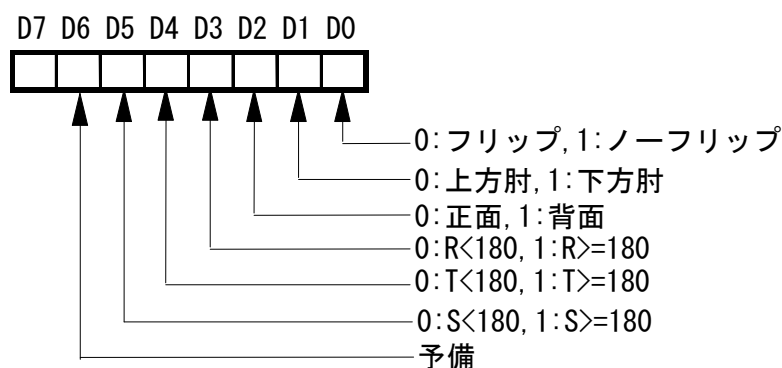 D7 D6 D5 D4 D3 D2 D1 D0
0:フリップ,1:ノーフリップ
0:上方肘,1:下方肘
0:正面,1:背面
0:R<180,1:R>=180
0:T<180,1:T>=180
0:S<180,1:S>=180
予備